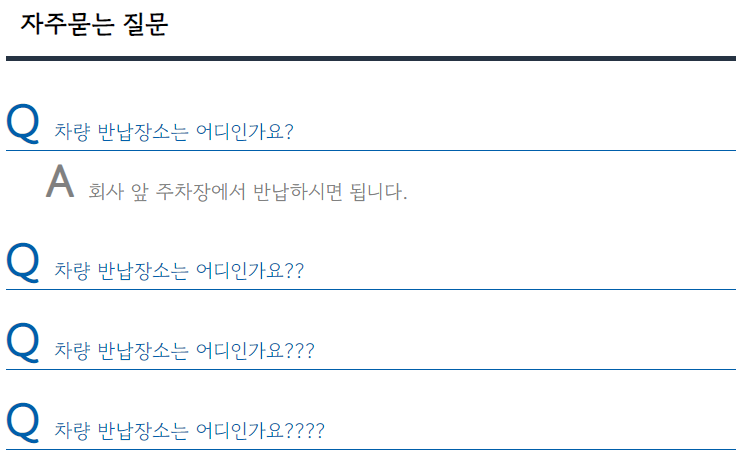 자주묻는 질문
Q 차량 반납장소는 어디인가요?
A 회사 앞 주차장에서 반납하시면 됩니다.
Q 차량 반납장소는 어디인가요??
Q 차량 반납장소는 어디인가요???
Q 차량 반납장소는 어디인가요????